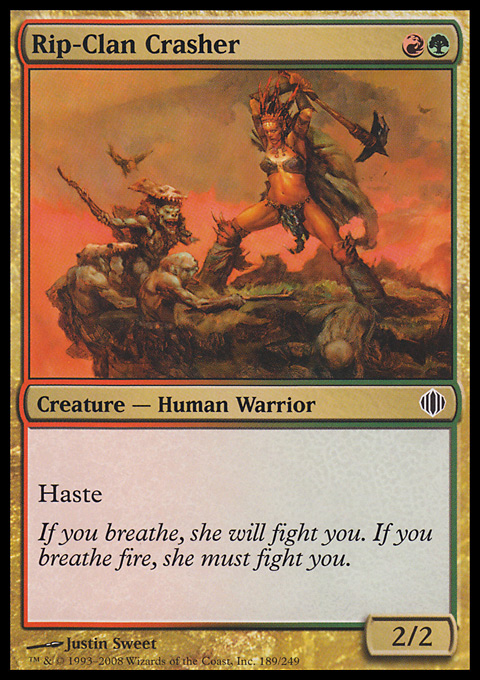 Rip-Clan Crasher
Creature — Human Warrior
Haste
If you breathe, she will fight you. If you
breathe fire, she must fight you.
Justin Sweet
2/2
™ & © 1993–2008 Wizards of the Coast, Inc. 189/249